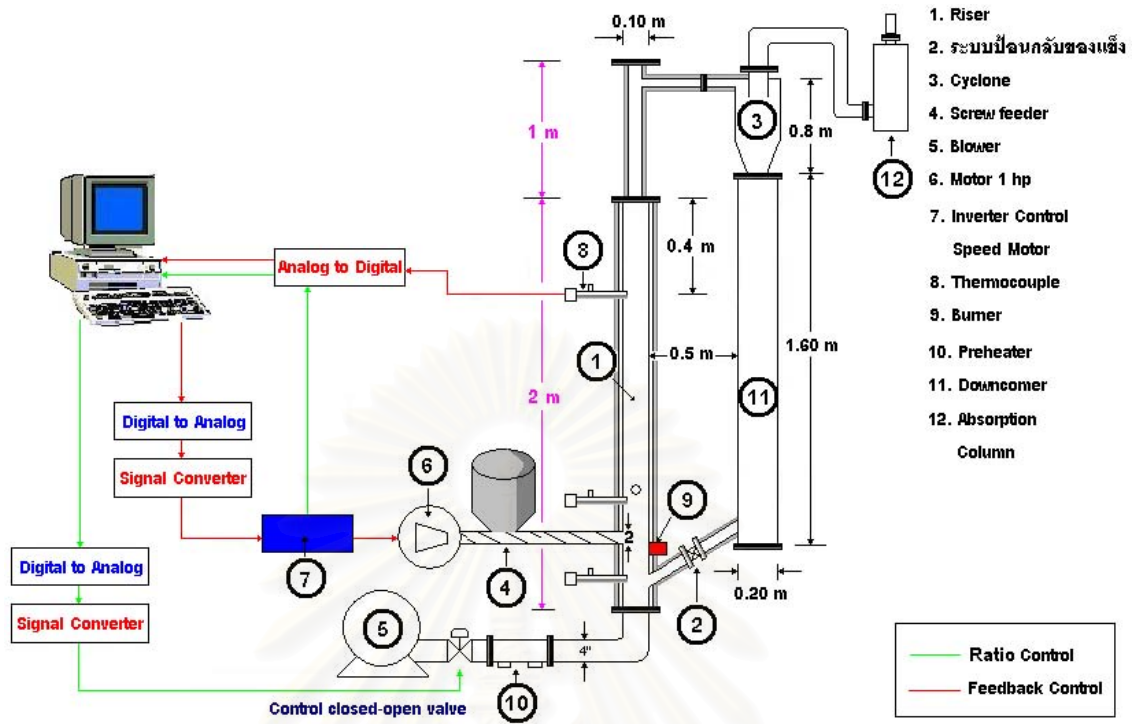 0.10 m
1 m
2 m
0.4 m
0.5 m
0.8 m
1.60 m
0.20 m
Analog to Digital
Digital to Analog
Signal Converter
Digital to Analog
Signal Converter
Control closed-open valve
2
4"
1
2
3
4
5
6
7
8
9
10
11
12
1. Riser
2. ระบบป้อนกลับของแข็ง
3. Cyclone
4. Screw feeder
5. Blower
6. Motor 1 hp
7. Inverter Control
Speed Motor
8. Thermocouple
9. Burner
10. Preheater
11. Downcomer
12. Absorption
Column
Ratio Control
Feedback Control